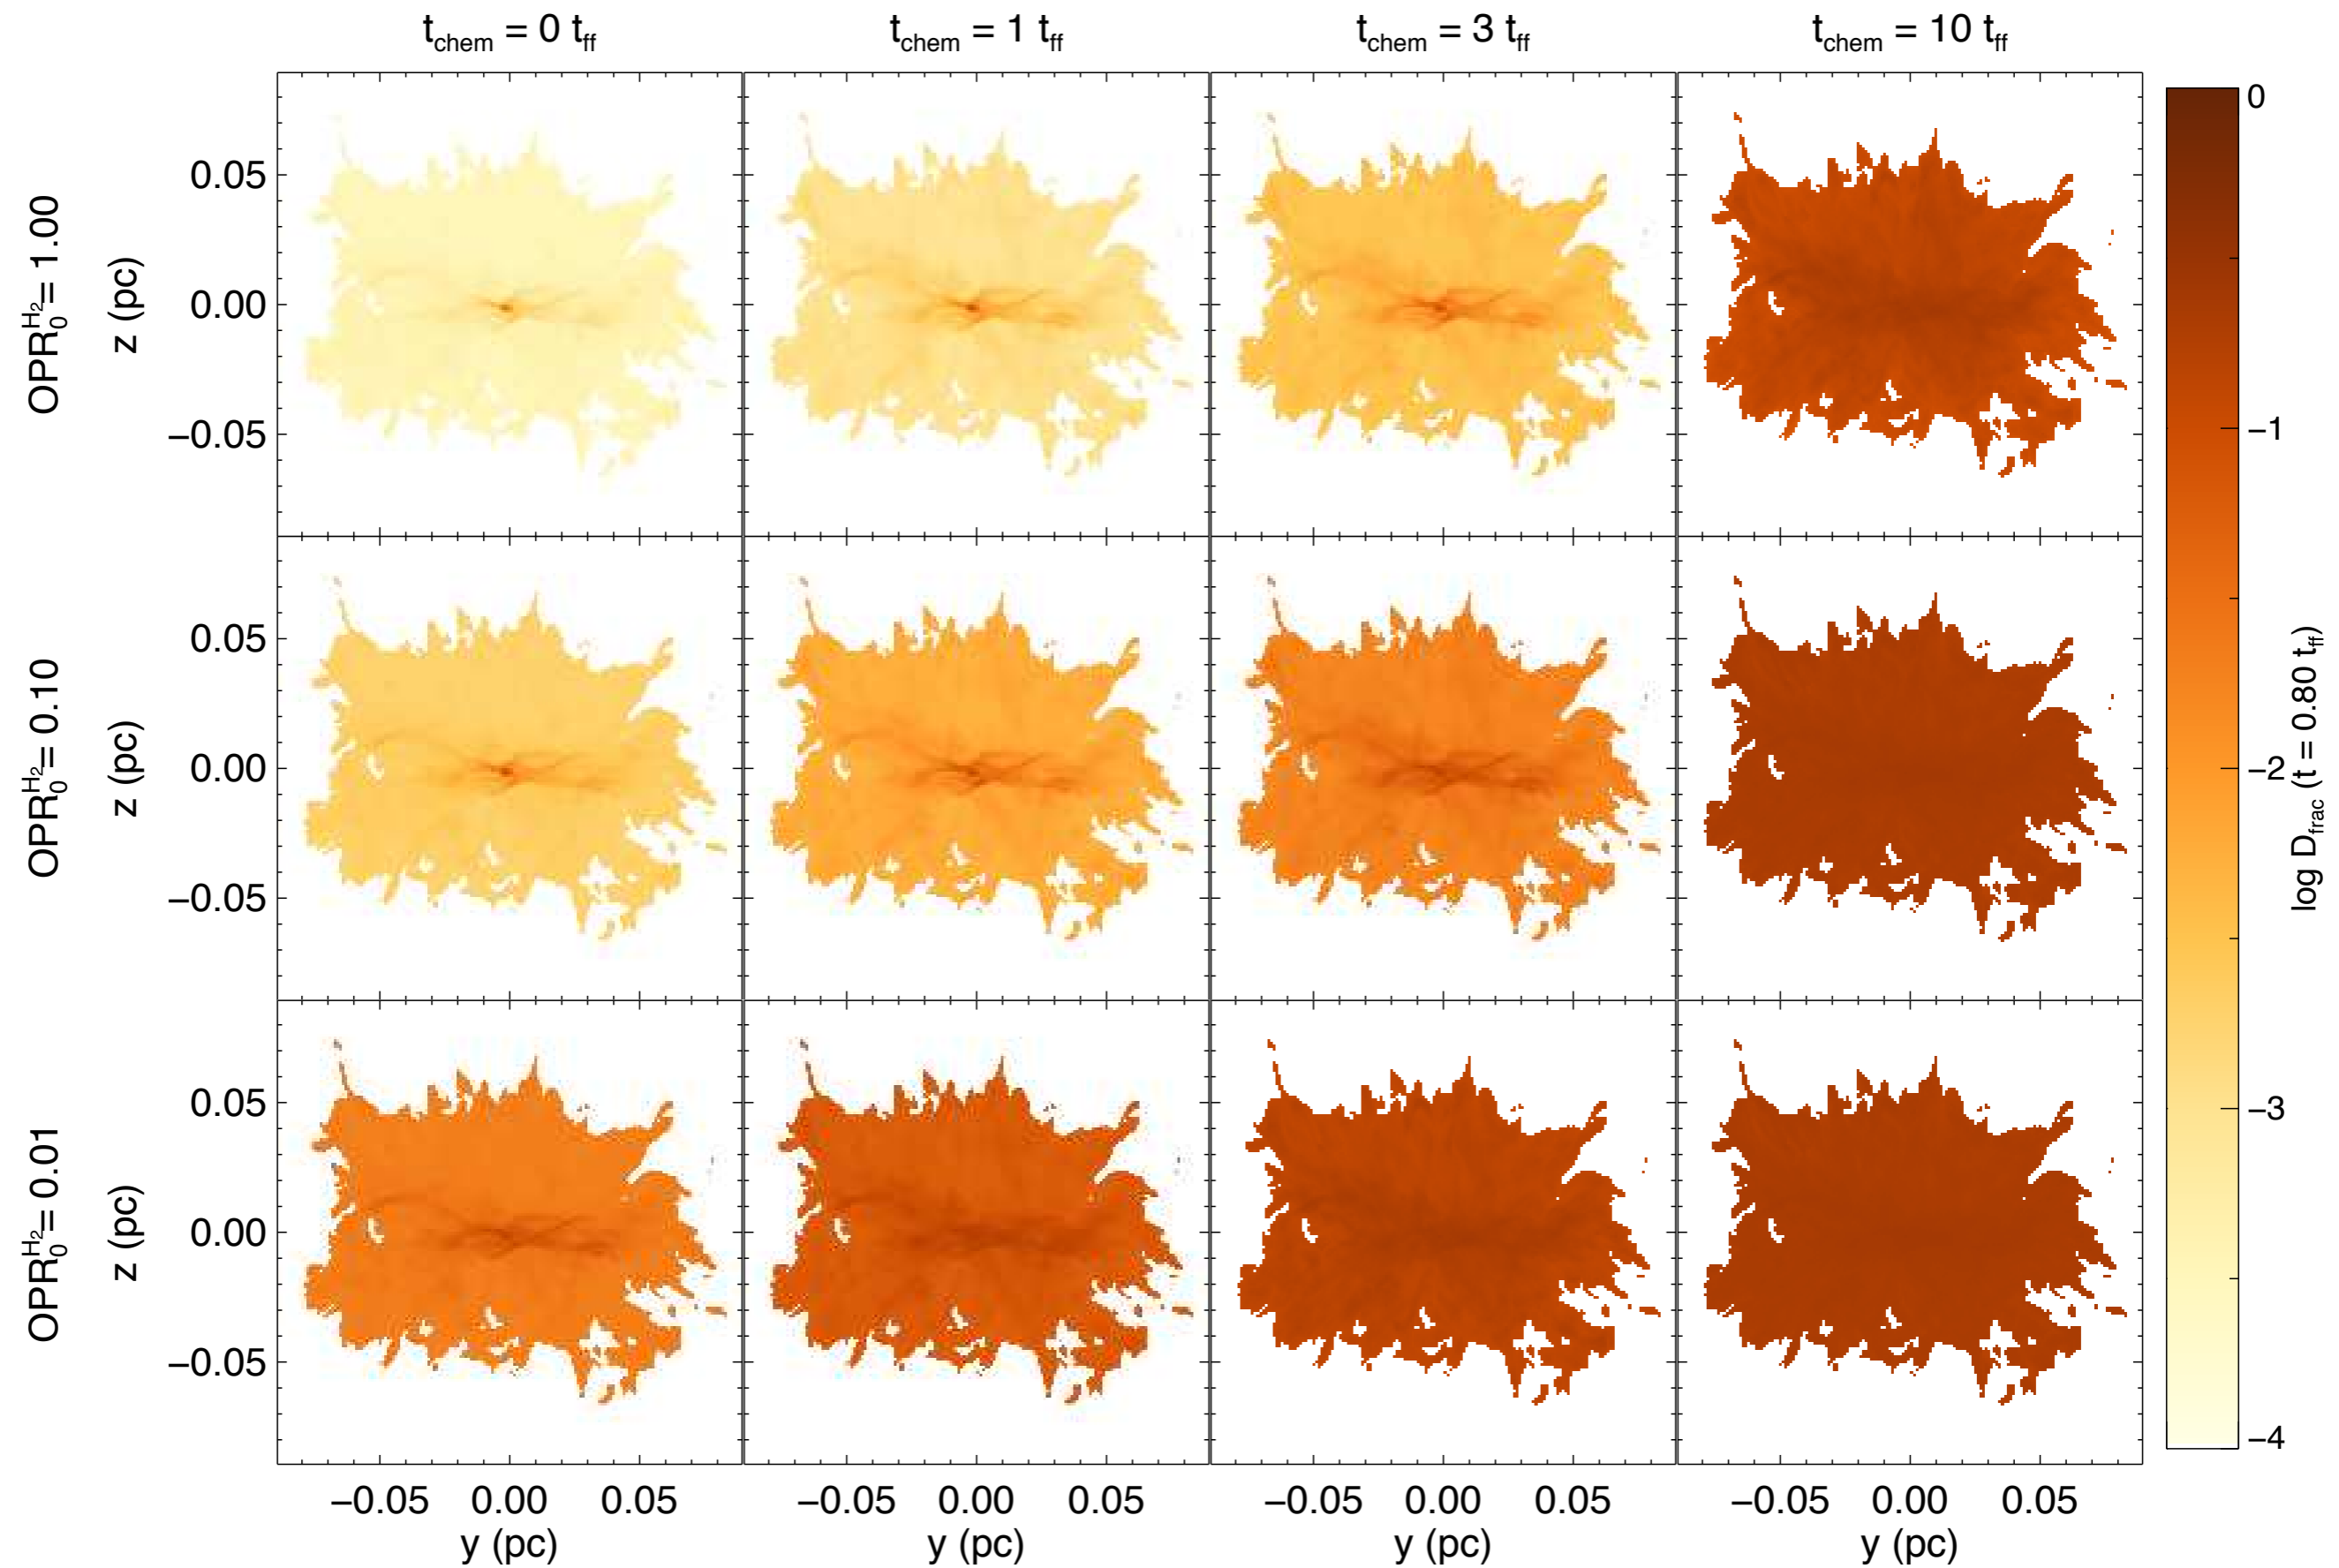 t_chem = 0 t_ff
t_chem = 1 t_ff
t_chem = 3 t_ff
t_chem = 10 t_ff
OPR₀^H₂= 1.00
z (pc)
0.05
0.00
−0.05
OPR₀^H₂= 0.10
z (pc)
0.05
0.00
−0.05
OPR₀^H₂= 0.01
z (pc)
0.05
0.00
−0.05
−0.05 0.00 0.05
y (pc)
−0.05 0.00 0.05
y (pc)
−0.05 0.00 0.05
y (pc)
−0.05 0.00 0.05
y (pc)
0
−1
−2
−3
−4
log D_frac (t = 0.80 t_ff)